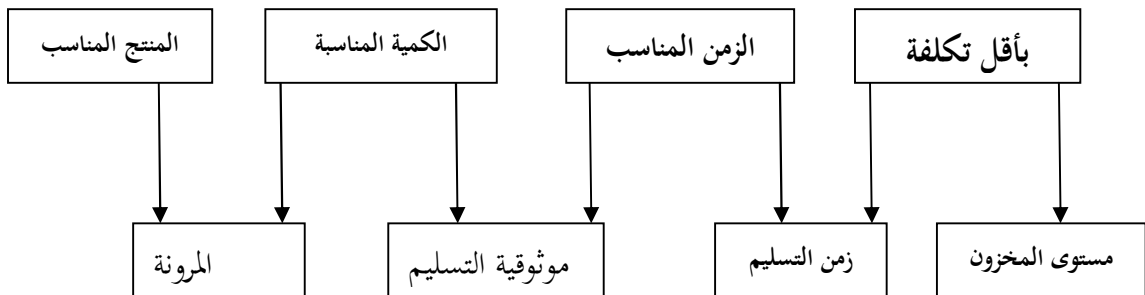 بأقل تكلفة
الزمن المناسب
الكمية المناسبة
المنتج المناسب
مستوى المخزون
زمن التسليم
موثوقية التسليم
المرونة